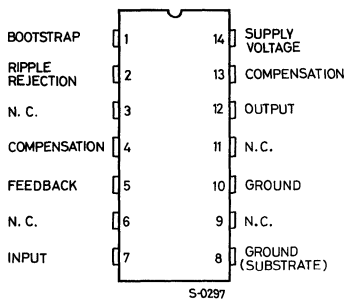 BOOTSTRAP 1 14 SUPPLY
VOLTAGE
RIPPLE
REJECTION 2 13 COMPENSATION
N. C. 3 12 OUTPUT
COMPENSATION 4 11 N.C.
FEEDBACK 5 10 GROUND
N. C. 6 9 N.C.
INPUT 7 8 GROUND
(SUBSTRATE)
S-0297